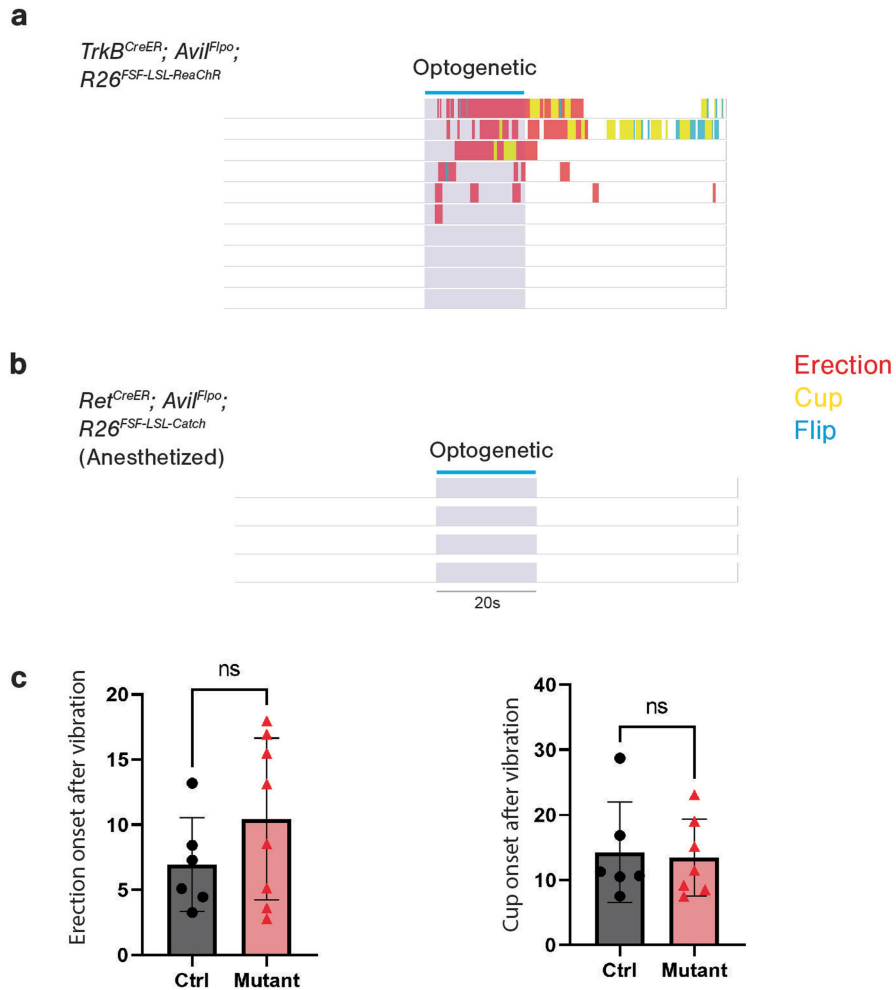 a
TrkB^CreER; Avil^Flpo;
R26^FSF-LSL-ReaChR
Optogenetic
b
Ret^CreER; Avil^Flpo;
R26^FSF-LSL-Catch
(Anesthetized)
Optogenetic
20s
Erection
Cup
Flip
c
Erection onset after vibration
20
15
10
5
0
ns
Ctrl
Mutant
Cup onset after vibration
40
30
20
10
0
ns
Ctrl
Mutant